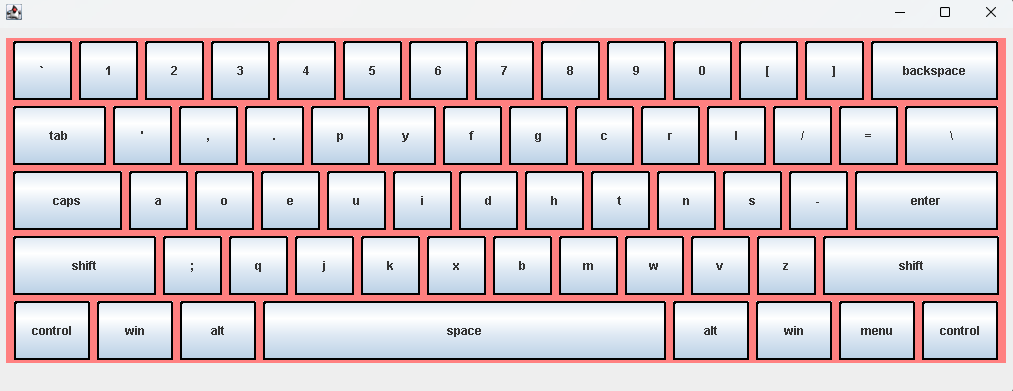 ` 1 2 3 4 5 6 7 8 9 0 [ ] backspace
tab ' , . p y f g c r l / = \
caps a o e u i d h t n s - enter
shift ; q j k x b m w v z shift
control win alt space alt win menu control